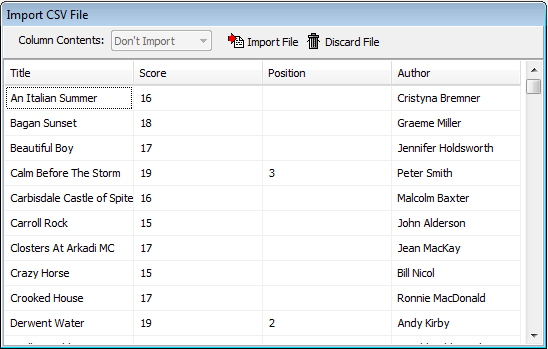 Import CSV File
Column Contents: Don't Import Import File Discard File
Title Score Position Author
An Italian Summer 16 Cristyna Bremner
Bagan Sunset 18 Graeme Miller
Beautiful Boy 17 Jennifer Holdsworth
Calm Before The Storm 19 3 Peter Smith
Carbisdale Castle of Spite 16 Malcolm Baxter
Carroll Rock 15 John Alderson
Closters At Arkadi MC 17 Jean MacKay
Crazy Horse 15 Bill Nicol
Crooked House 17 Ronnie MacDonald
Derwent Water 19 2 Andy Kirby